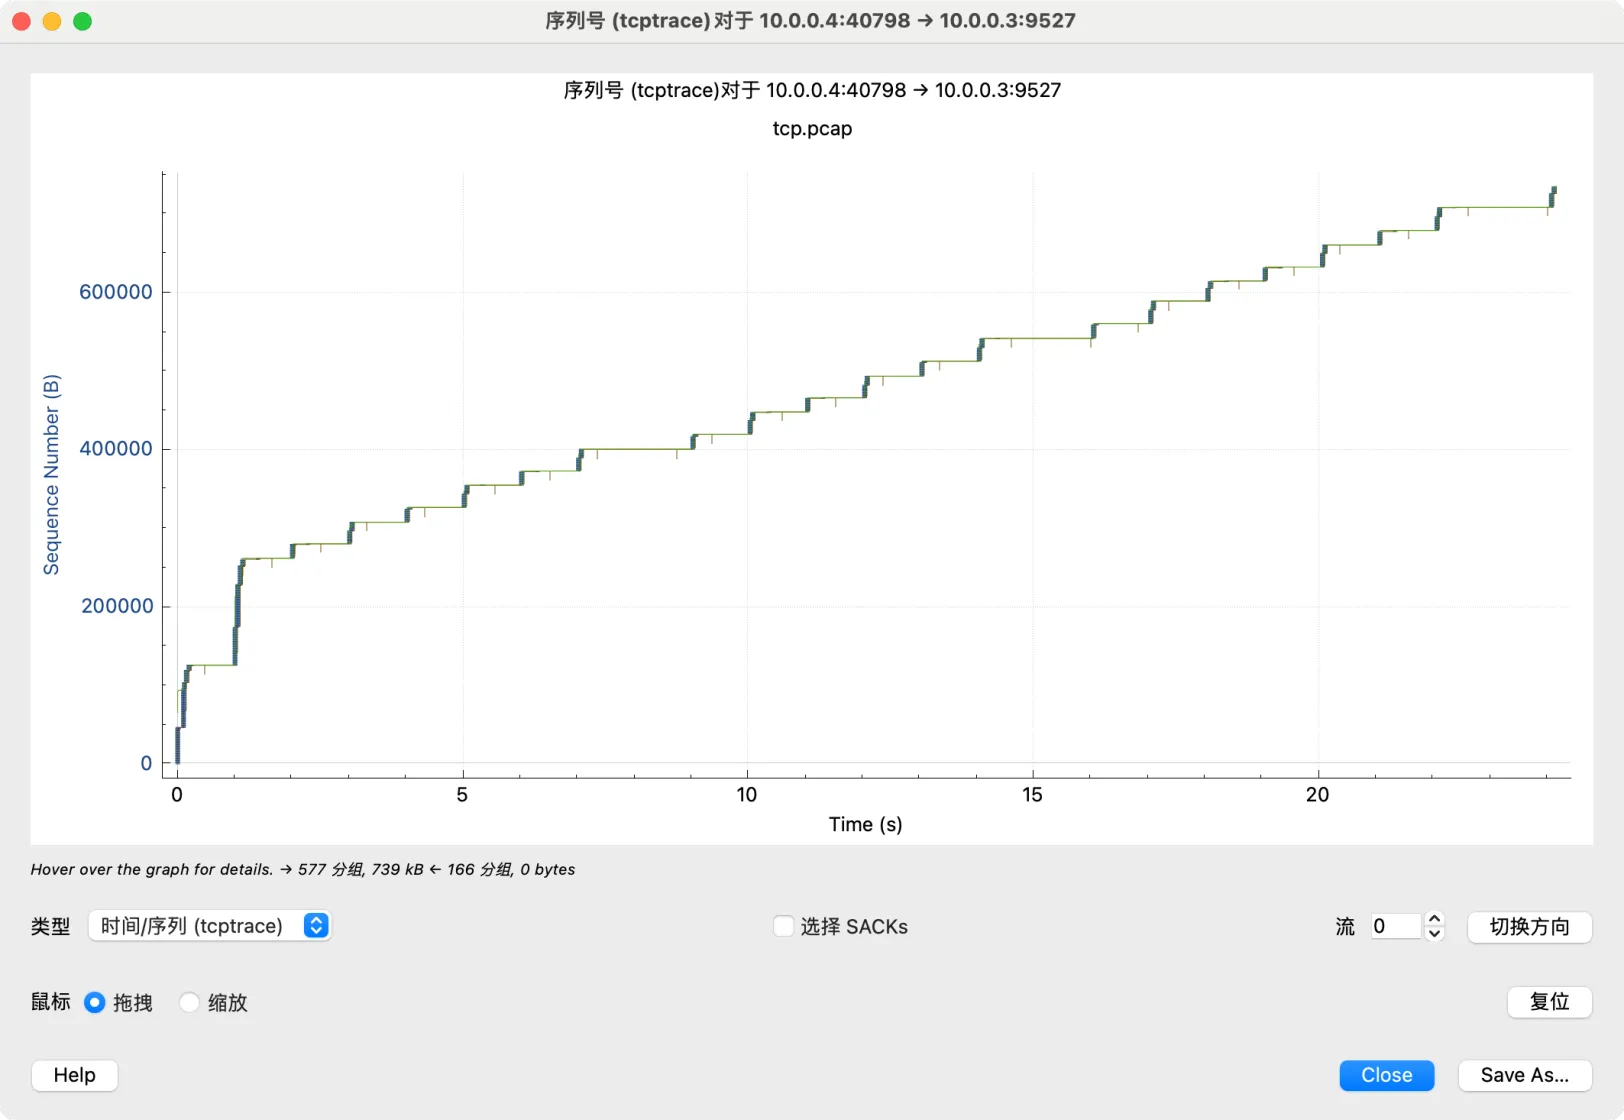 序列号 (tcptrace)对于 10.0.0.4:40798 → 10.0.0.3:9527
序列号 (tcptrace)对于 10.0.0.4:40798 → 10.0.0.3:9527
tcp.pcap
Sequence Number (B)
600000
400000
200000
0
0 5 10 15 20
Time (s)
Hover over the graph for details. → 577 分组, 739 kB ← 166 分组, 0 bytes
类型 时间/序列 (tcptrace) 选择 SACKs 流 0 切换方向
鼠标 拖拽 缩放 复位
Help Close Save As...